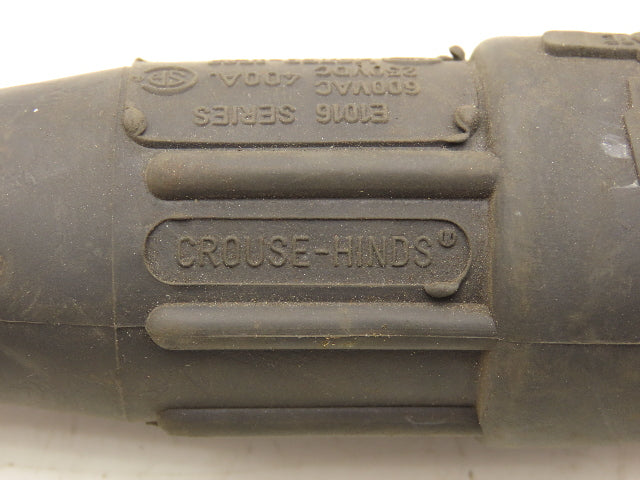 E1016 SERIES
600VAC 400A.
250VDC
CROUSE-HINDS®